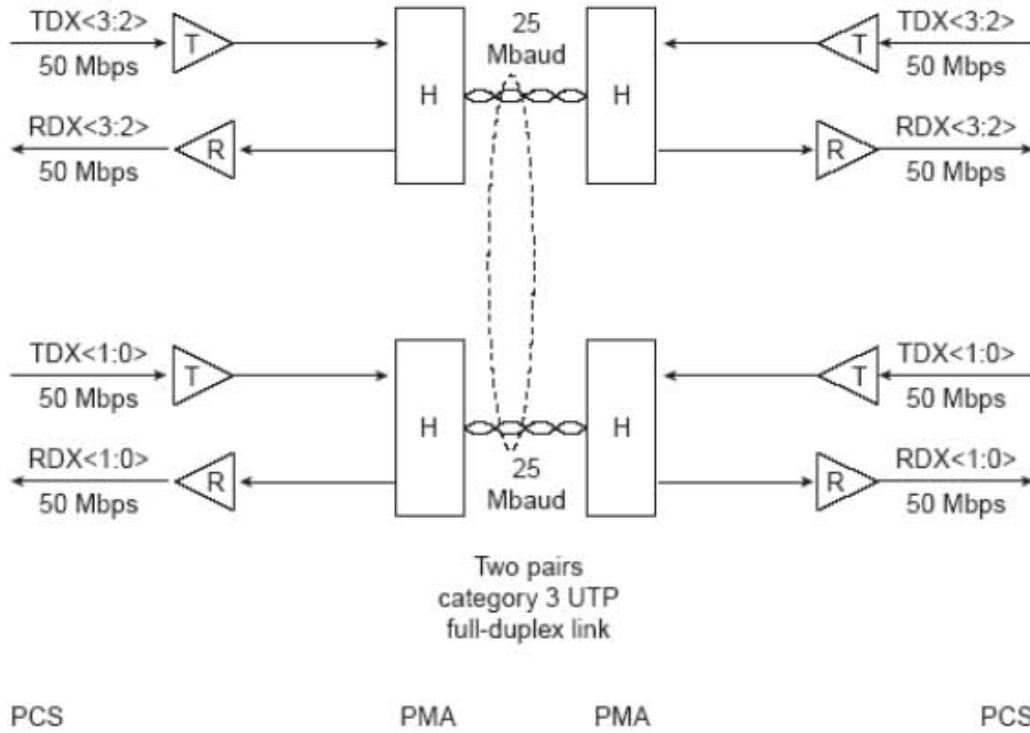 TDX<3:2>
50 Mbps
T
RDX<3:2>
50 Mbps
R
H
25
Mbaud
H
TDX<3:2>
50 Mbps
T
RDX<3:2>
50 Mbps
R
TDX<1:0>
50 Mbps
T
RDX<1:0>
50 Mbps
R
H
25
Mbaud
H
TDX<1:0>
50 Mbps
T
RDX<1:0>
50 Mbps
R
Two pairs
category 3 UTP
full-duplex link
PCS
PMA
PMA
PCS